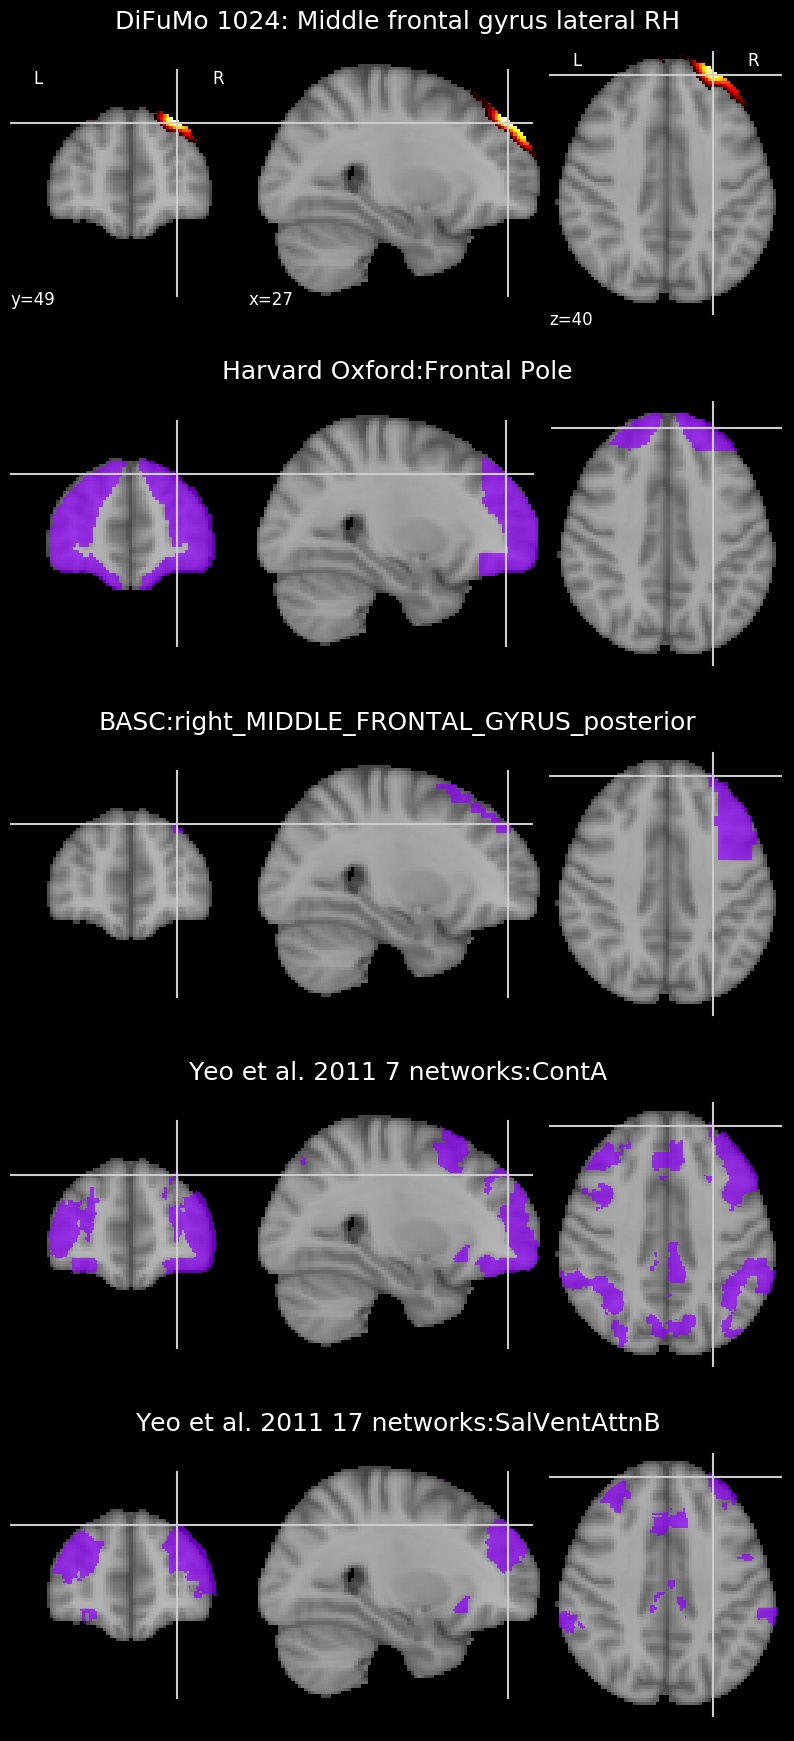 DiFuMo 1024: Middle frontal gyrus lateral RH
L R L R
y=49 x=27 z=40
Harvard Oxford:Frontal Pole
BASC:right_MIDDLE_FRONTAL_GYRUS_posterior
Yeo et al. 2011 7 networks:ContA
Yeo et al. 2011 17 networks:SalVentAttnB